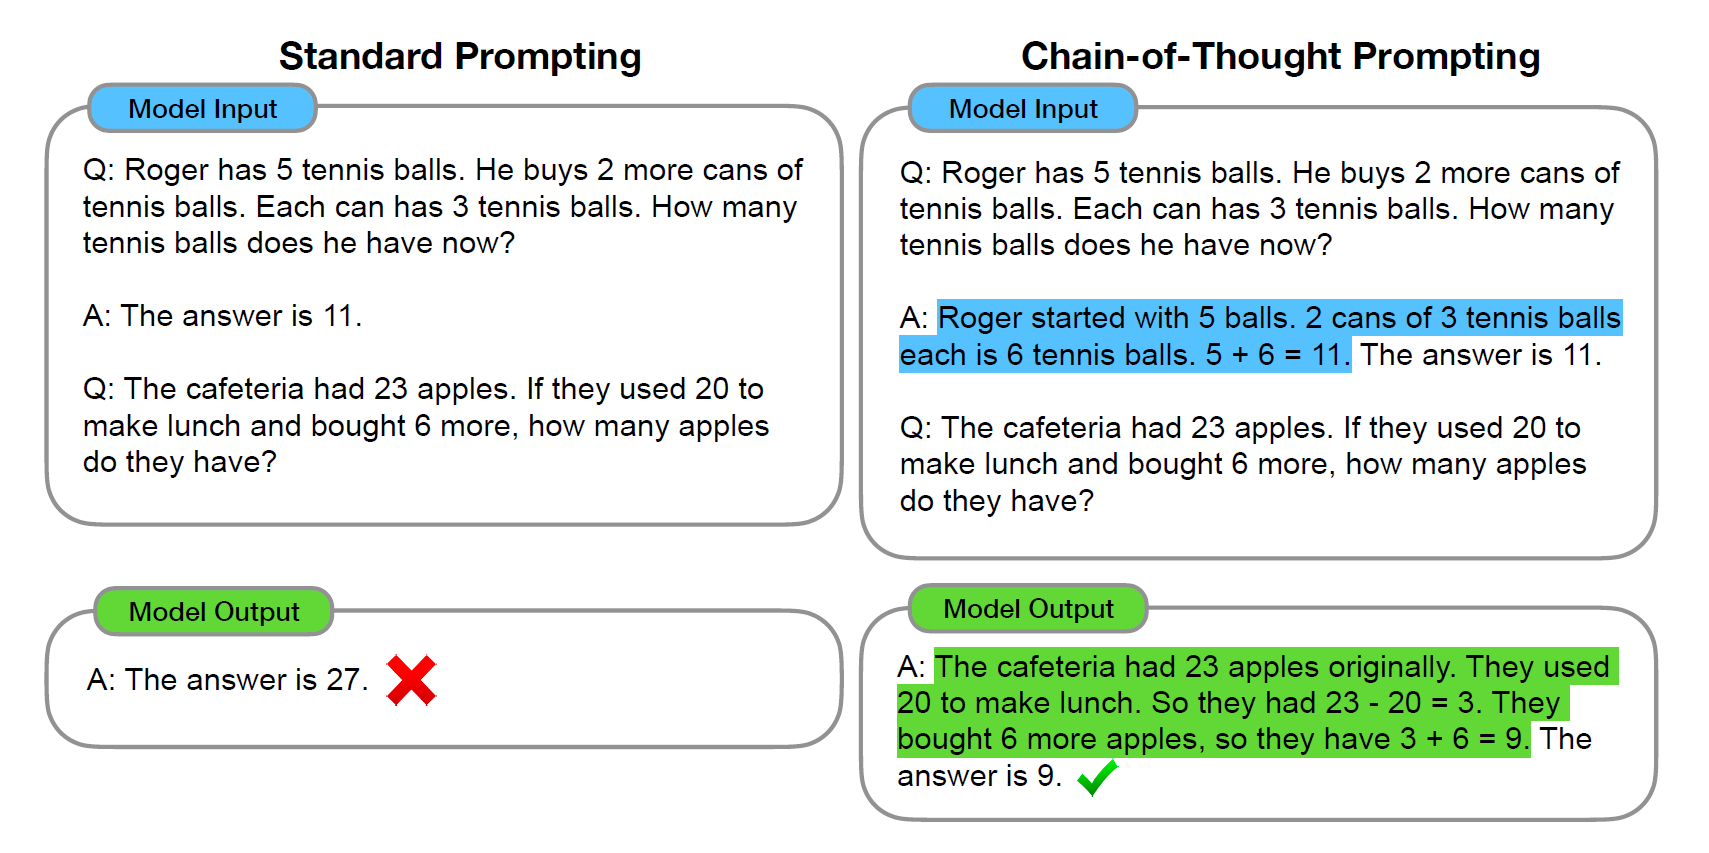 Standard Prompting
Model Input
Q: Roger has 5 tennis balls. He buys 2 more cans of
tennis balls. Each can has 3 tennis balls. How many
tennis balls does he have now?
A: The answer is 11.
Q: The cafeteria had 23 apples. If they used 20 to
make lunch and bought 6 more, how many apples
do they have?
Model Output
A: The answer is 27.
Chain-of-Thought Prompting
Model Input
Q: Roger has 5 tennis balls. He buys 2 more cans of
tennis balls. Each can has 3 tennis balls. How many
tennis balls does he have now?
A: Roger started with 5 balls. 2 cans of 3 tennis balls
each is 6 tennis balls. 5 + 6 = 11. The answer is 11.
Q: The cafeteria had 23 apples. If they used 20 to
make lunch and bought 6 more, how many apples
do they have?
Model Output
A: The cafeteria had 23 apples originally. They used
20 to make lunch. So they had 23 - 20 = 3. They
bought 6 more apples, so they have 3 + 6 = 9. The
answer is 9.